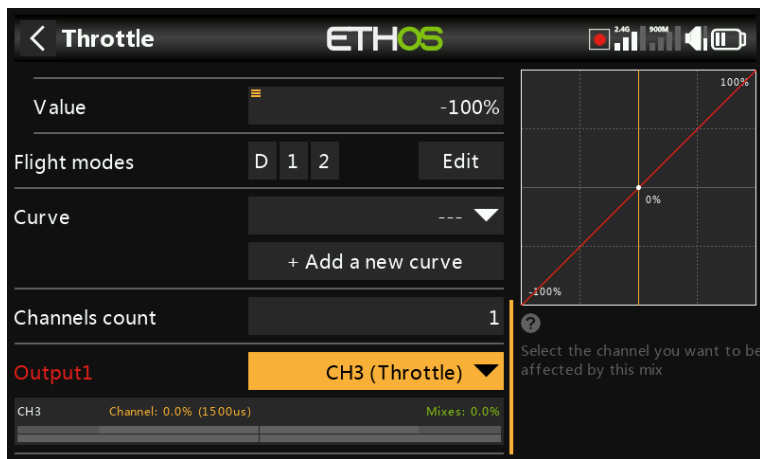 Throttle
ETHOS
2.4G
900M
Value
-100%
Flight modes
D 1 2
Edit
Curve
---
+ Add a new curve
Channels count
1
Output1
CH3 (Throttle)
CH3
Channel: 0.0% (1500us)
Mixes: 0.0%
100%
0%
-100%
?
Select the channel you want to be
affected by this mix